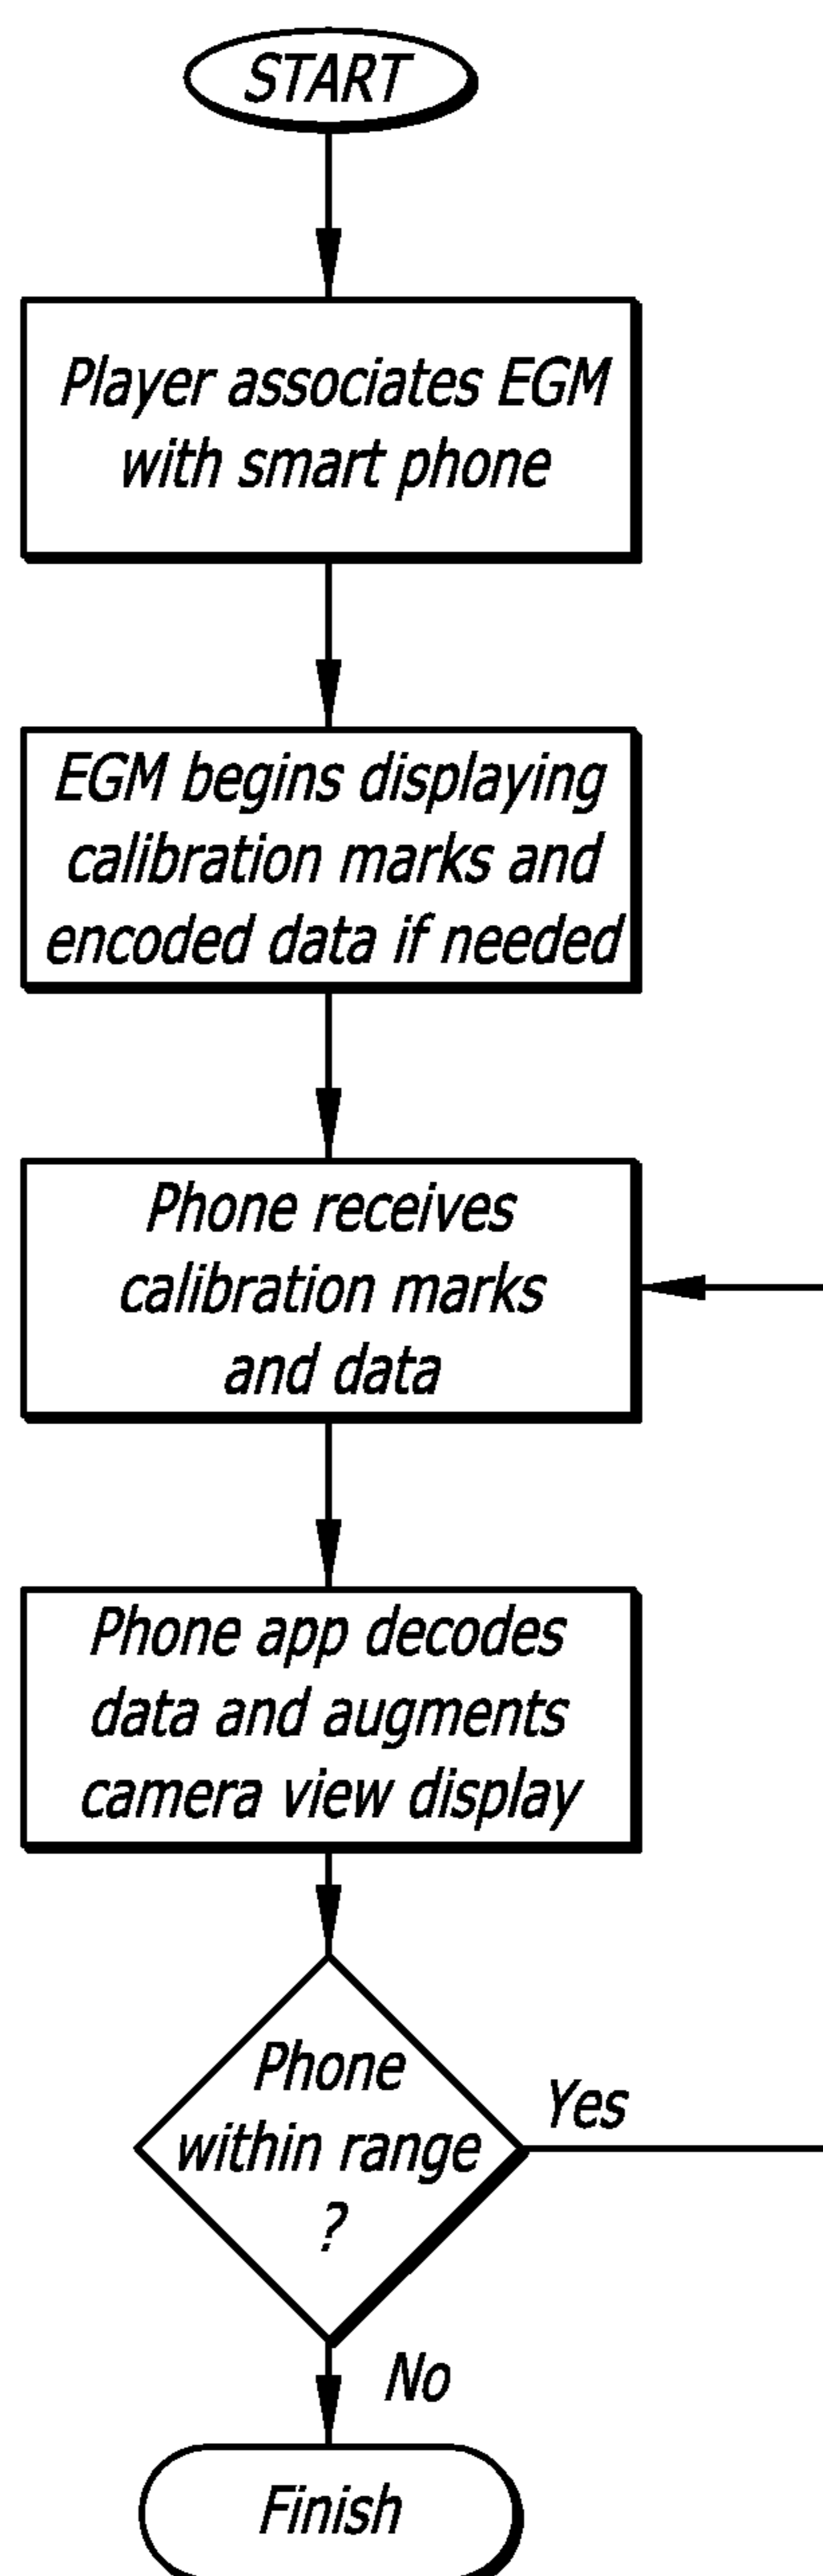 START
Player associates EGM
with smart phone
EGM begins displaying
calibration marks and
encoded data if needed
Phone receives
calibration marks
and data
Phone app decodes
data and augments
camera view display
Phone
within range
?
Yes
No
Finish